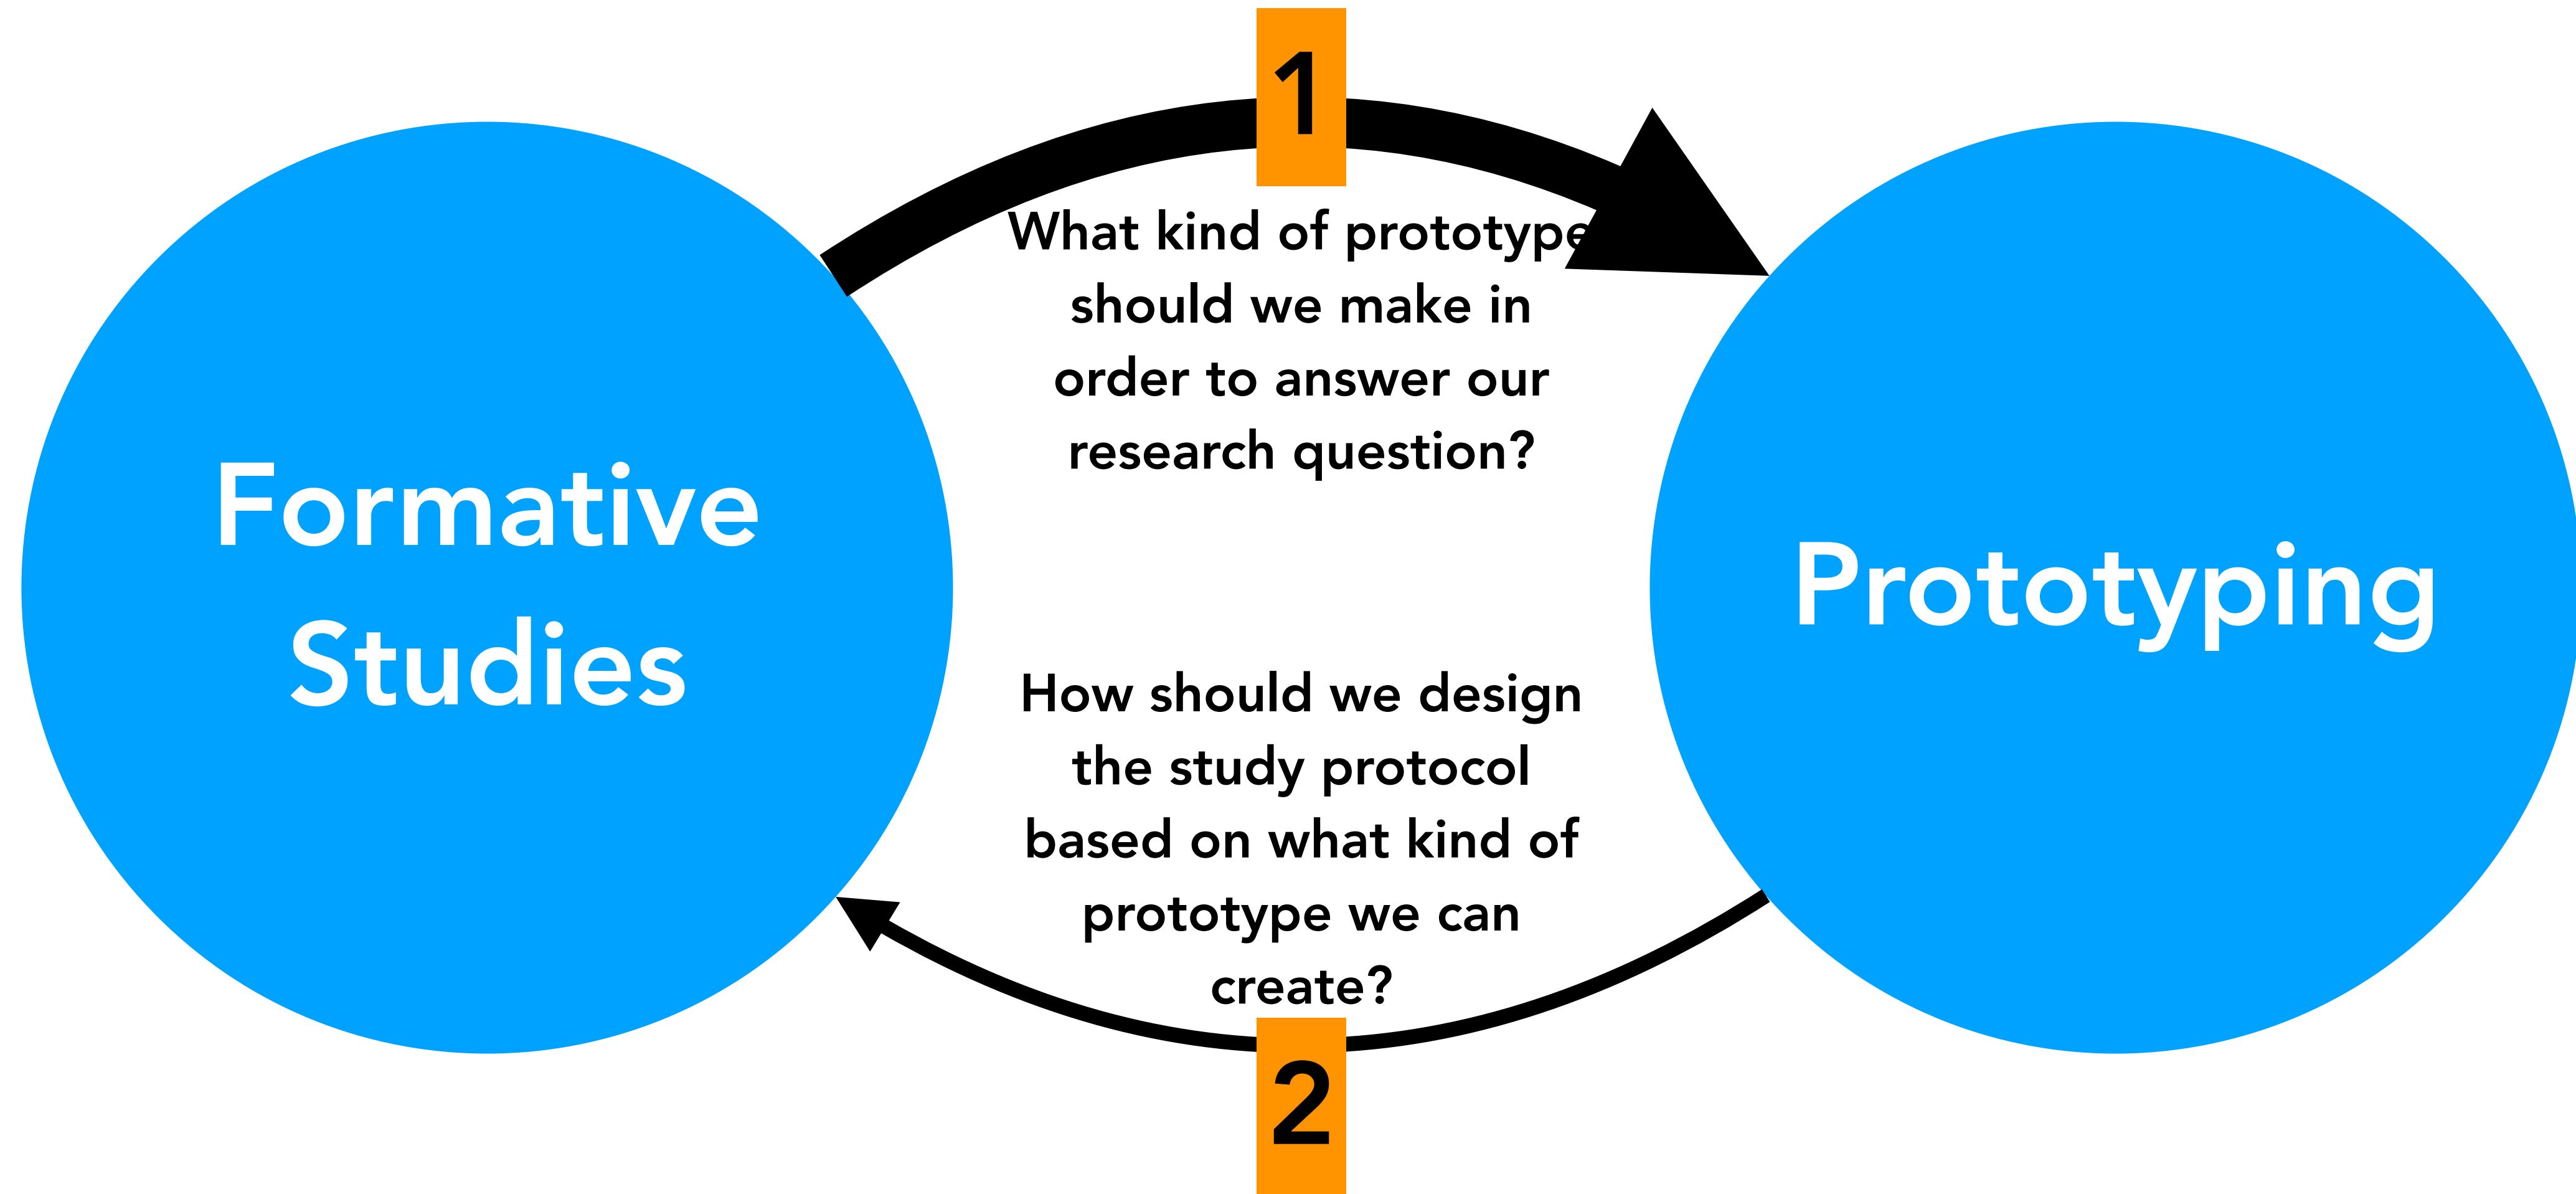 1
What kind of prototype
should we make in
order to answer our
research question?
Formative
Studies
Prototyping
How should we design
the study protocol
based on what kind of
prototype we can
create?
2